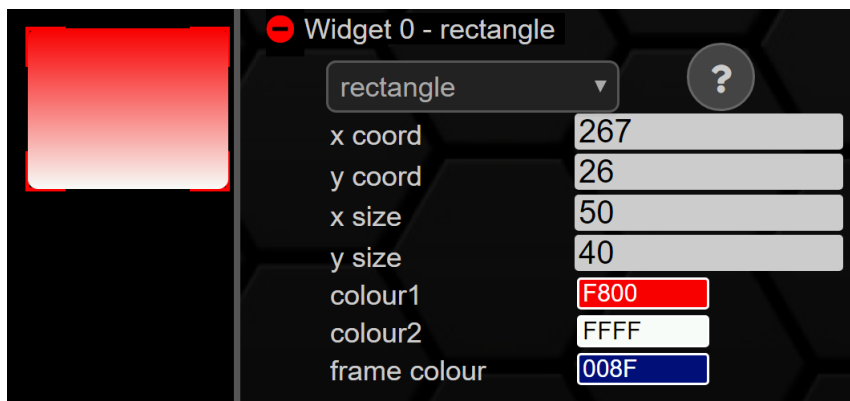 Widget 0 - rectangle
rectangle
?
x coord 267
y coord 26
x size 50
y size 40
colour1 F800
colour2 FFFF
frame colour 008F